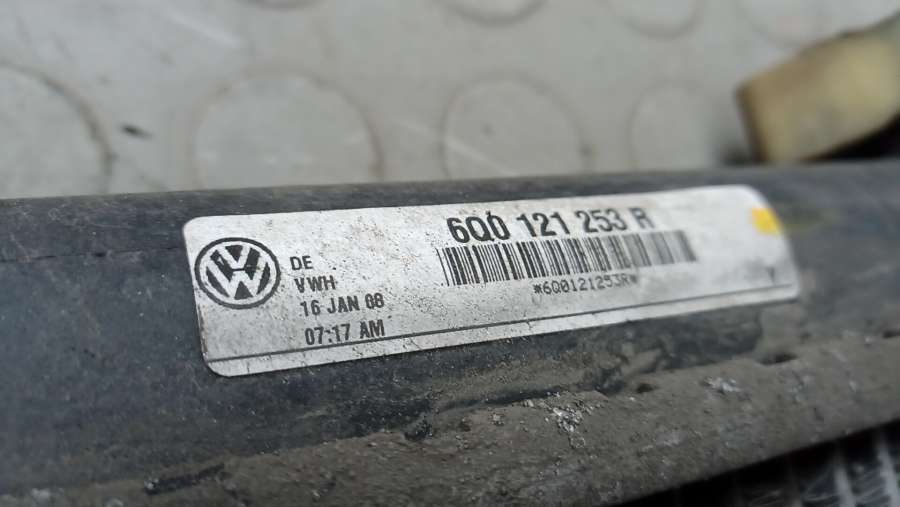 6Q0 121 253 R
*6Q0121253R*
DE
VWH
16 JAN 08
07:17 AM